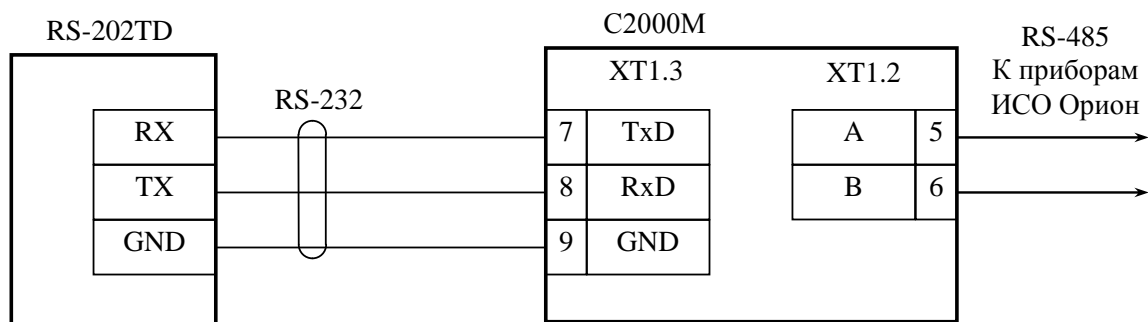 RS-202TD
RX
TX
GND
RS-232
C2000M
XT1.3
XT1.2
7 TxD
8 RxD
9 GND
A 5
B 6
RS-485
К приборам
ИСО Орион